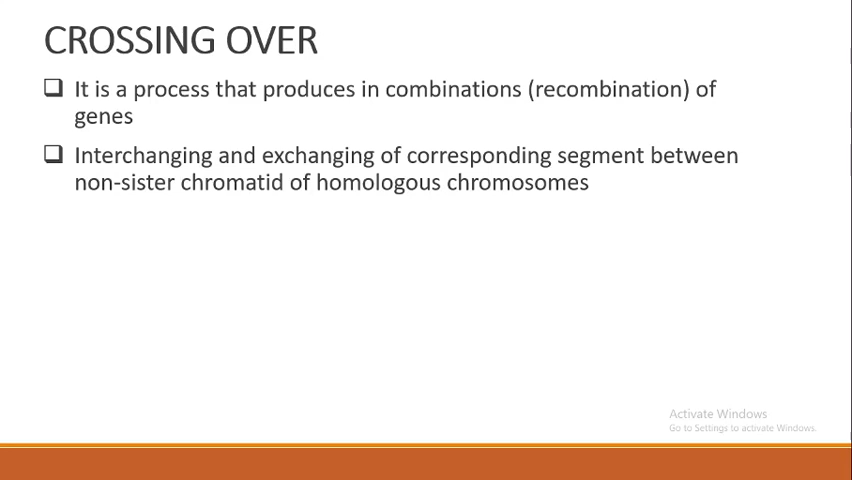 CROSSING OVER
It is a process that produces in combinations (recombination) of
genes
Interchanging and exchanging of corresponding segment between
non-sister chromatid of homologous chromosomes
Activate Windows
Go to Settings to activate Windows.